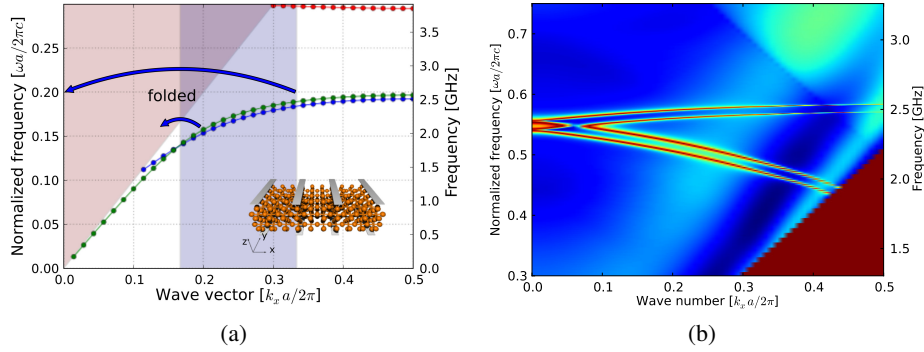 Normalized frequency [ωa/2πc]
0.25
0.20
0.15
0.10
0.05
0.00
folded
z
y
x
0.0
0.1
0.2
0.3
0.4
0.5
Wave vector [k_x a/2π]
3.5
3.0
2.5
2.0
1.5
1.0
0.5
0.0
Frequency [GHz]
(a)
Normalized frequency [ωa/2πc]
0.7
0.6
0.5
0.4
0.3
0.0
0.1
0.2
0.3
0.4
0.5
Wave number [k_x a/2π]
3.0
2.5
2.0
1.5
Frequency [GHz]
(b)